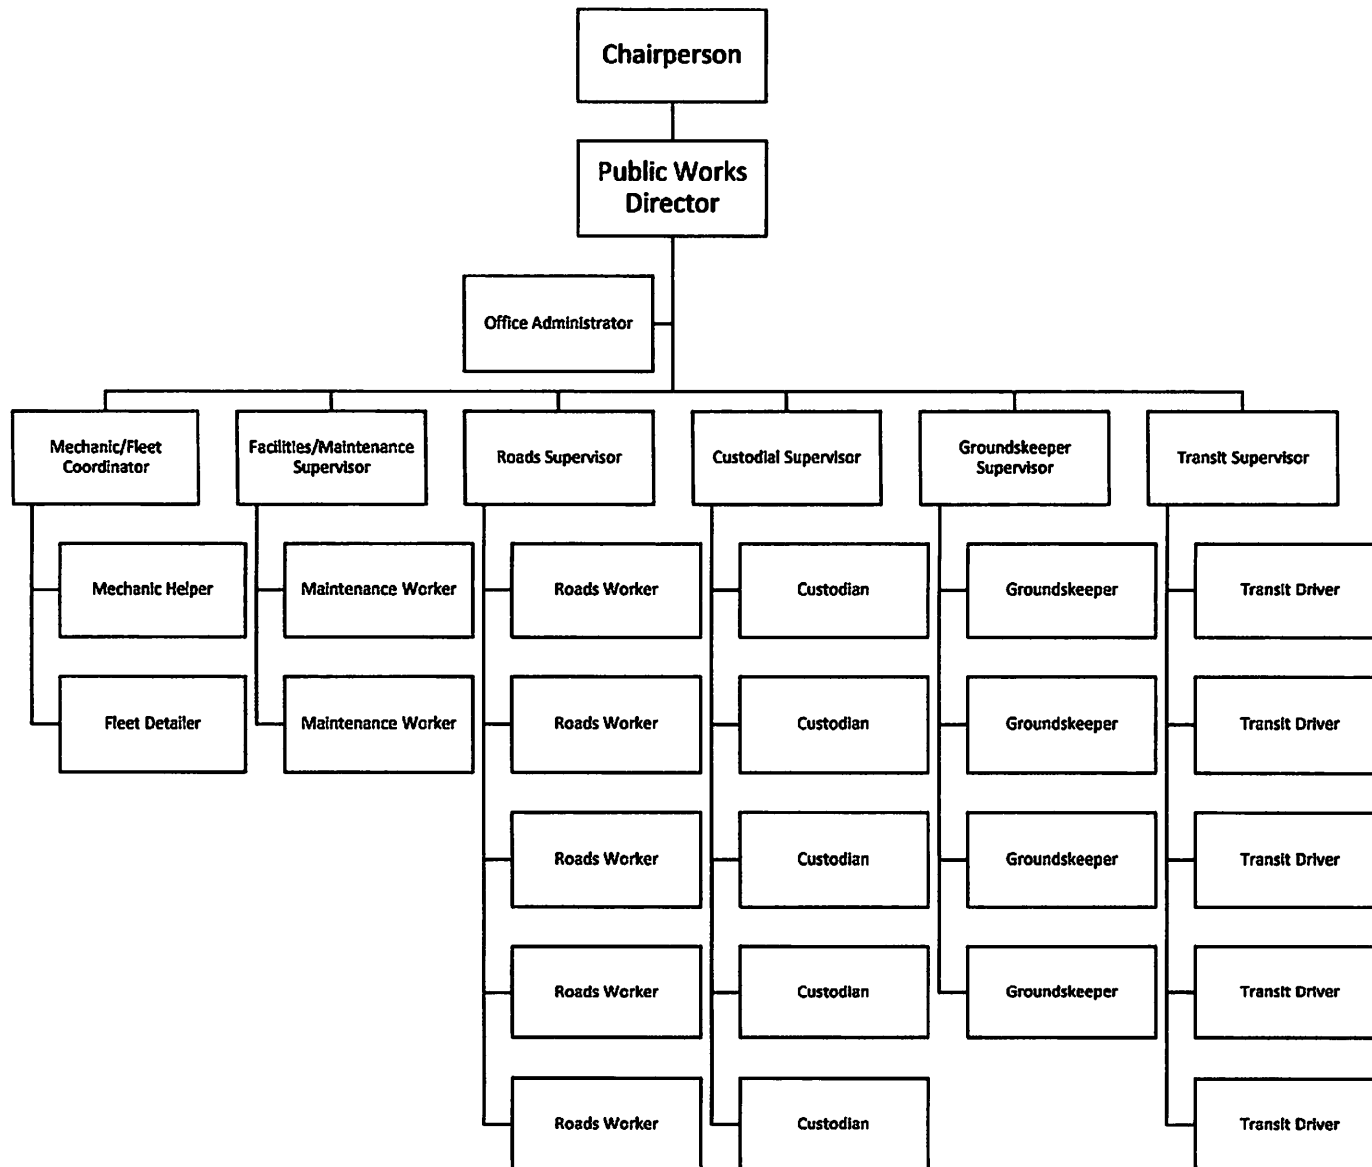 Chairperson
Public Works
Director
Office Administrator
Mechanic/Fleet
Coordinator
Facilities/Maintenance
Supervisor
Roads Supervisor
Custodial Supervisor
Groundskeeper
Supervisor
Transit Supervisor
Mechanic Helper
Maintenance Worker
Roads Worker
Custodian
Groundskeeper
Transit Driver
Fleet Detailer
Maintenance Worker
Roads Worker
Custodian
Groundskeeper
Transit Driver
Roads Worker
Custodian
Groundskeeper
Transit Driver
Roads Worker
Custodian
Groundskeeper
Transit Driver
Roads Worker
Custodian
Transit Driver